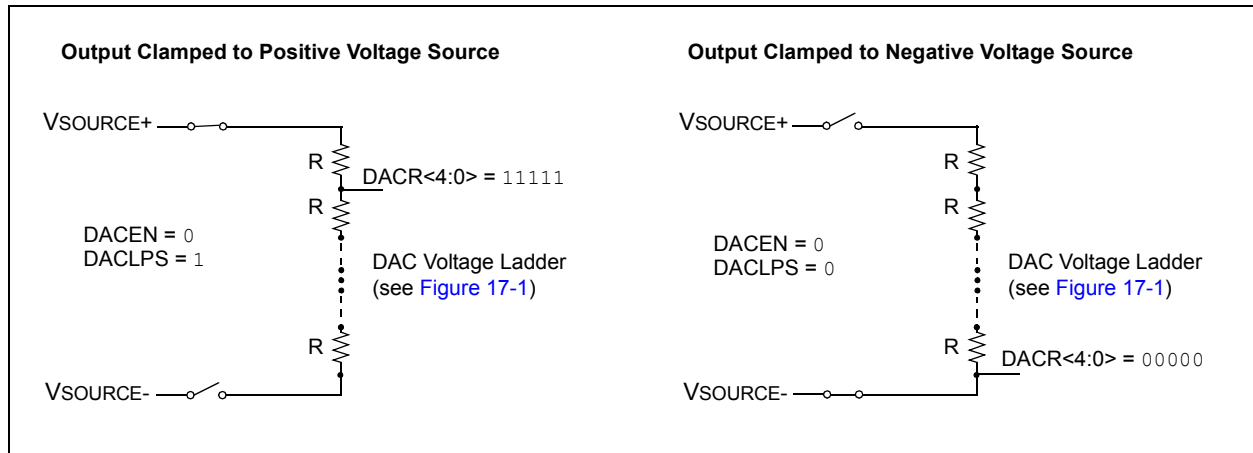 Output Clamped to Positive Voltage Source
VSOURCE+
R
DACR<4:0> = 11111
R
DACEN = 0
DACLPS = 1
DAC Voltage Ladder
(see Figure 17-1)
R
VSOURCE-
Output Clamped to Negative Voltage Source
VSOURCE+
R
R
DACEN = 0
DACLPS = 0
DAC Voltage Ladder
(see Figure 17-1)
R
DACR<4:0> = 00000
VSOURCE-